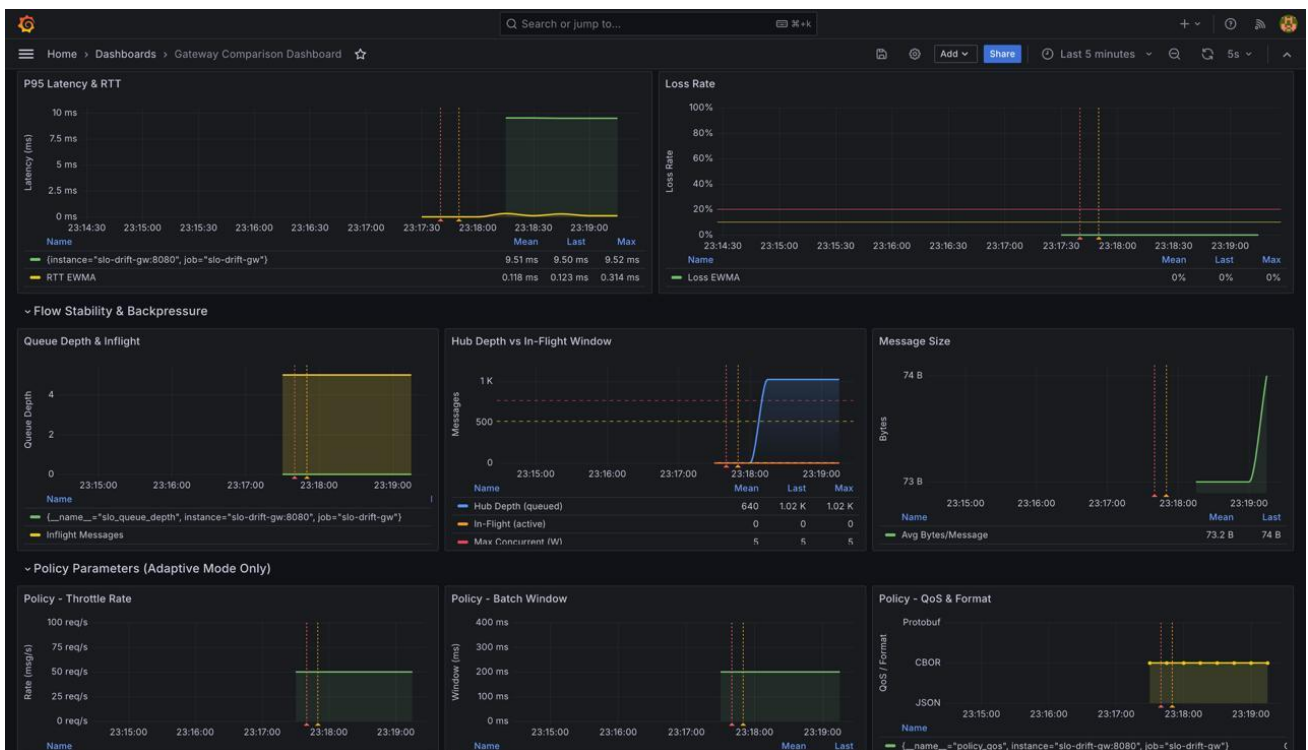 Search or jump to... ⌘+k
Home › Dashboards › Gateway Comparison Dashboard Add Share Last 5 minutes 5s
P95 Latency & RTT
Latency (ms)
10 ms
7.5 ms
5 ms
2.5 ms
0 ms
23:14:30 23:15:00 23:15:30 23:16:00 23:16:30 23:17:00 23:17:30 23:18:00 23:18:30 23:19:00
Name Mean Last Max
{instance="slo-drift-gw:8080", job="slo-drift-gw"} 9.51 ms 9.50 ms 9.52 ms
RTT EWMA 0.118 ms 0.123 ms 0.314 ms
Loss Rate
Loss Rate
100%
80%
60%
40%
20%
0%
23:14:30 23:15:00 23:15:30 23:16:00 23:16:30 23:17:00 23:17:30 23:18:00 23:18:30 23:19:00
Name Mean Last Max
Loss EWMA 0% 0% 0%
Flow Stability & Backpressure
Queue Depth & Inflight
Queue Depth
4
2
0
23:15:00 23:16:00 23:17:00 23:18:00 23:19:00
Name
{__name__="slo_queue_depth", instance="slo-drift-gw:8080", job="slo-drift-gw"}
Inflight Messages
Hub Depth vs In-Flight Window
Messages
1 K
500
0
23:15:00 23:16:00 23:17:00 23:18:00 23:19:00
Name Mean Last Max
Hub Depth (queued) 640 1.02 K 1.02 K
In-Flight (active) 0 0 0
Max Concurrent (W) 5 5 5
Message Size
Bytes
74 B
73 B
23:15:00 23:16:00 23:17:00 23:18:00 23:19:00
Name Mean Last
Avg Bytes/Message 73.2 B 74 B
Policy Parameters (Adaptive Mode Only)
Policy - Throttle Rate
Rate (msg/s)
100 req/s
75 req/s
50 req/s
25 req/s
0 req/s
23:15:00 23:16:00 23:17:00 23:18:00 23:19:00
Name
Policy - Batch Window
Window (ms)
400 ms
300 ms
200 ms
100 ms
0 ms
23:15:00 23:16:00 23:17:00 23:18:00 23:19:00
Name Mean Last
Policy - QoS & Format
QoS / Format
Protobuf
CBOR
JSON
23:15:00 23:16:00 23:17:00 23:18:00 23:19:00
Name
{__name__="policy_qos", instance="slo-drift-gw:8080", job="slo-drift-gw"}